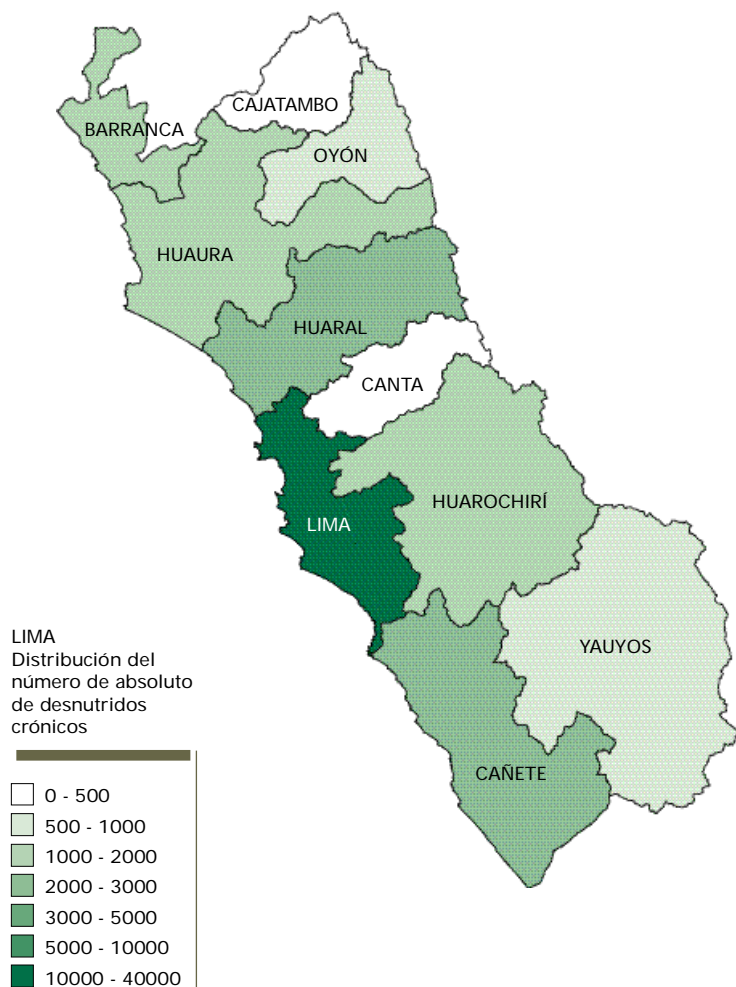 CAJATAMBO
BARRANCA
OYÓN
HUAURA
HUARAL
CANTA
HUAROCHIRÍ
LIMA
YAUYOS
CAÑETE
LIMA
Distribución del
número de absoluto
de desnutridos
crónicos
0 - 500
500 - 1000
1000 - 2000
2000 - 3000
3000 - 5000
5000 - 10000
10000 - 40000